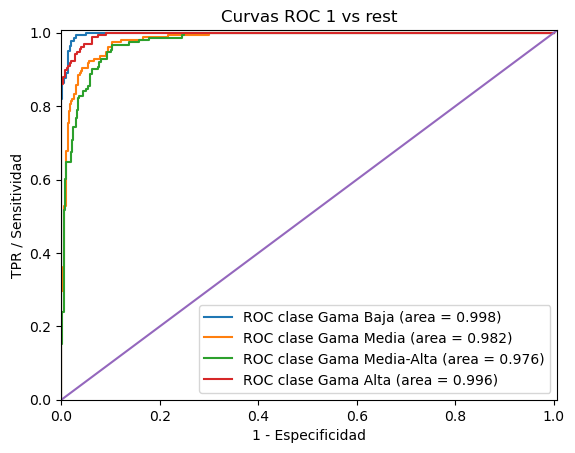 Curvas ROC 1 vs rest
TPR / Sensitividad
1.0
0.8
0.6
0.4
0.2
0.0
ROC clase Gama Baja (area = 0.998)
ROC clase Gama Media (area = 0.982)
ROC clase Gama Media-Alta (area = 0.976)
ROC clase Gama Alta (area = 0.996)
0.0 0.2 0.4 0.6 0.8 1.0
1 - Especificidad